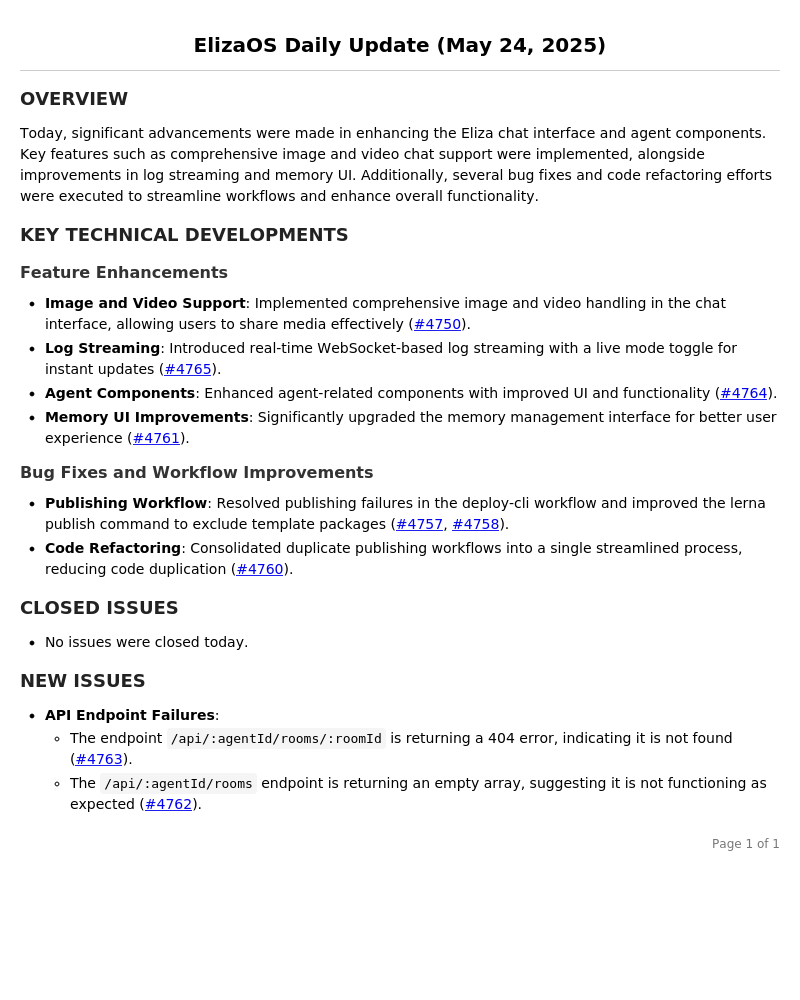 ElizaOS Daily Update (May 24, 2025)
OVERVIEW
Today, significant advancements were made in enhancing the Eliza chat interface and agent components.
Key features such as comprehensive image and video chat support were implemented, alongside
improvements in log streaming and memory UI. Additionally, several bug fixes and code refactoring efforts
were executed to streamline workflows and enhance overall functionality.
KEY TECHNICAL DEVELOPMENTS
Feature Enhancements
• Image and Video Support: Implemented comprehensive image and video handling in the chat
interface, allowing users to share media effectively (#4750).
• Log Streaming: Introduced real-time WebSocket-based log streaming with a live mode toggle for
instant updates (#4765).
• Agent Components: Enhanced agent-related components with improved UI and functionality (#4764).
• Memory UI Improvements: Significantly upgraded the memory management interface for better user
experience (#4761).
Bug Fixes and Workflow Improvements
• Publishing Workflow: Resolved publishing failures in the deploy-cli workflow and improved the lerna
publish command to exclude template packages (#4757, #4758).
• Code Refactoring: Consolidated duplicate publishing workflows into a single streamlined process,
reducing code duplication (#4760).
CLOSED ISSUES
• No issues were closed today.
NEW ISSUES
• API Endpoint Failures:
◦ The endpoint /api/:agentId/rooms/:roomId is returning a 404 error, indicating it is not found
(#4763).
◦ The /api/:agentId/rooms endpoint is returning an empty array, suggesting it is not functioning as
expected (#4762).
Page 1 of 1